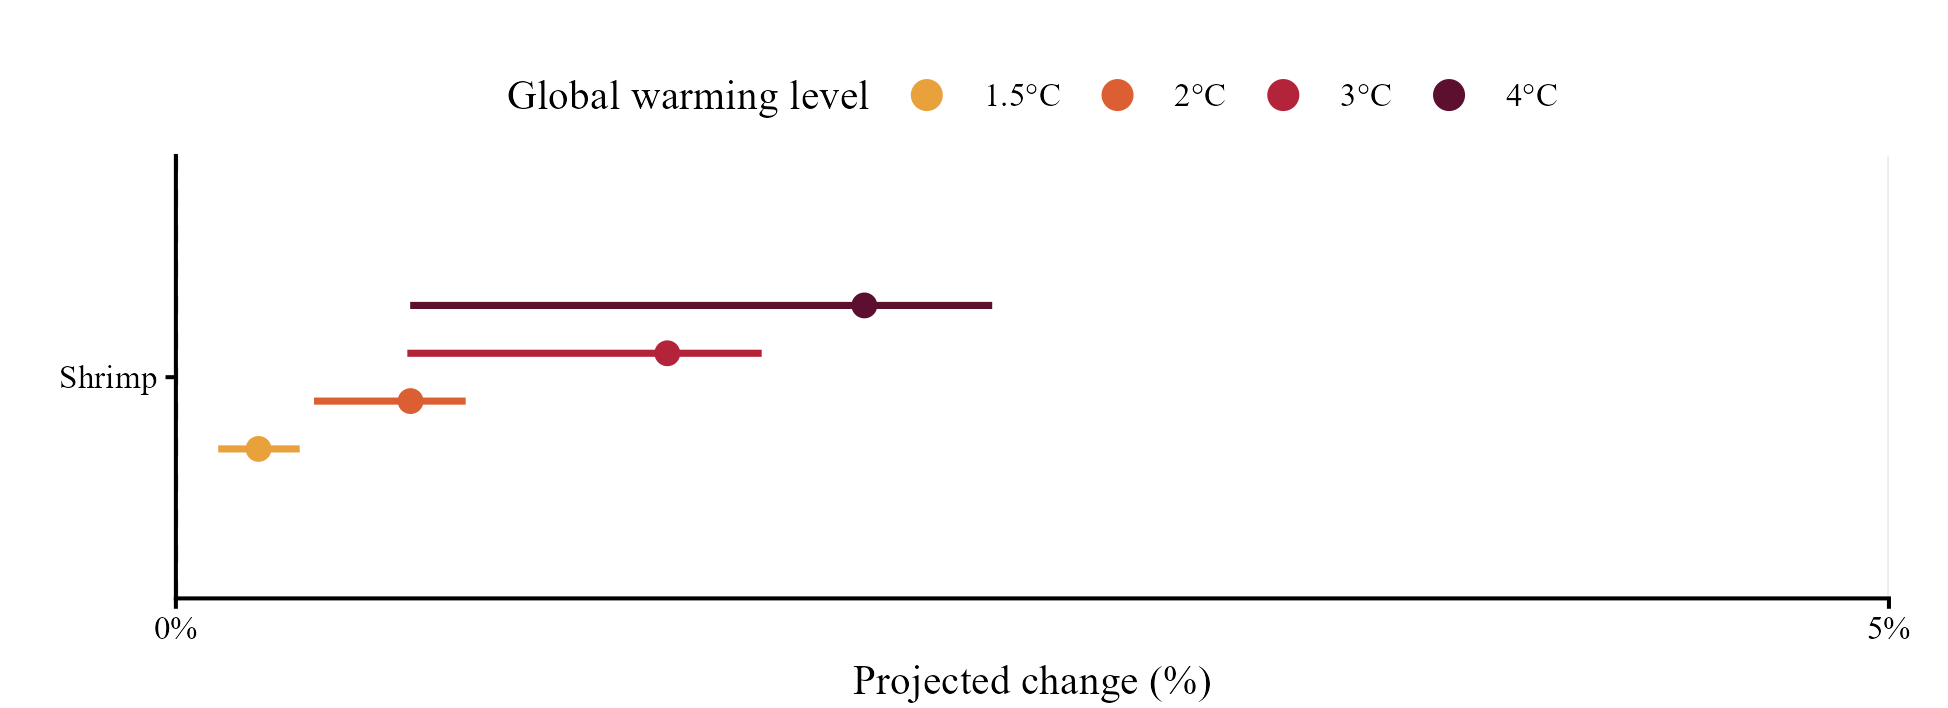 Global warming level 1.5°C 2°C 3°C 4°C
Shrimp
0% 5%
Projected change (%)